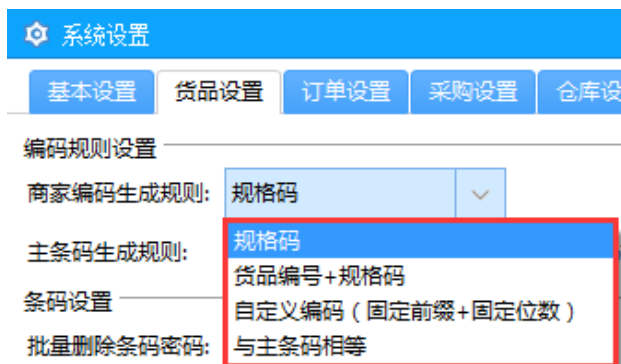 系统设置
基本设置 货品设置 订单设置 采购设置 仓库设
编码规则设置
商家编码生成规则: 规格码
规格码
主条码生成规则:
货品编号+规格码
条码设置
自定义编码(固定前缀+固定位数)
批量删除条码密码: 与主条码相等